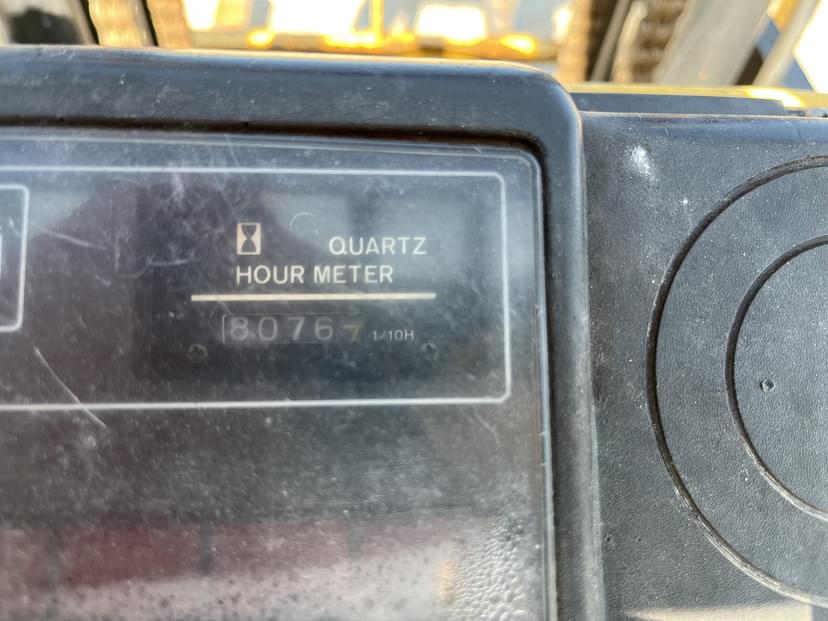 QUARTZ
HOUR METER
80767 1/10H